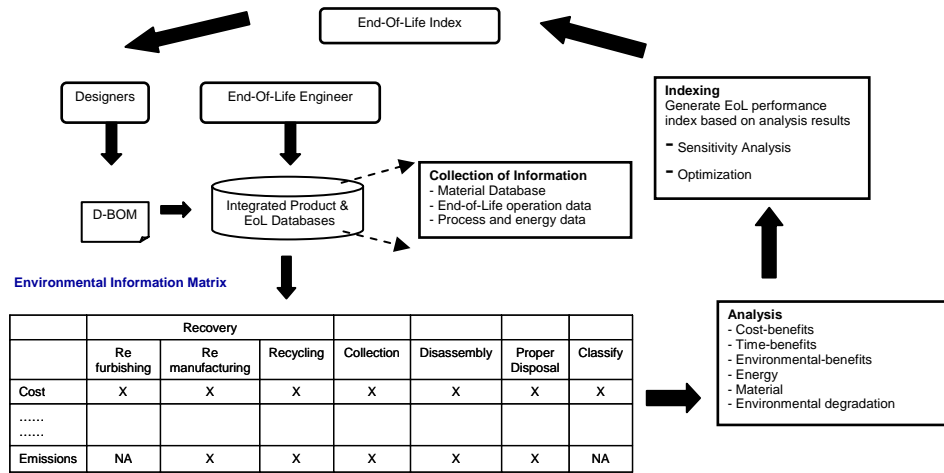 End-Of-Life Index
Designers
End-Of-Life Engineer
Indexing
Generate EoL performance
index based on analysis results
- Sensitivity Analysis
- Optimization
D-BOM
Integrated Product &
EoL Databases
Collection of Information
- Material Database
- End-of-Life operation data
- Process and energy data
Environmental Information Matrix
Recovery
Re
furbishing
Re
manufacturing
Recycling
Collection
Disassembly
Proper
Disposal
Classify
Cost X X X X X X X
......
......
Emissions NA X X X X X NA
Analysis
- Cost-benefits
- Time-benefits
- Environmental-benefits
- Energy
- Material
- Environmental degradation